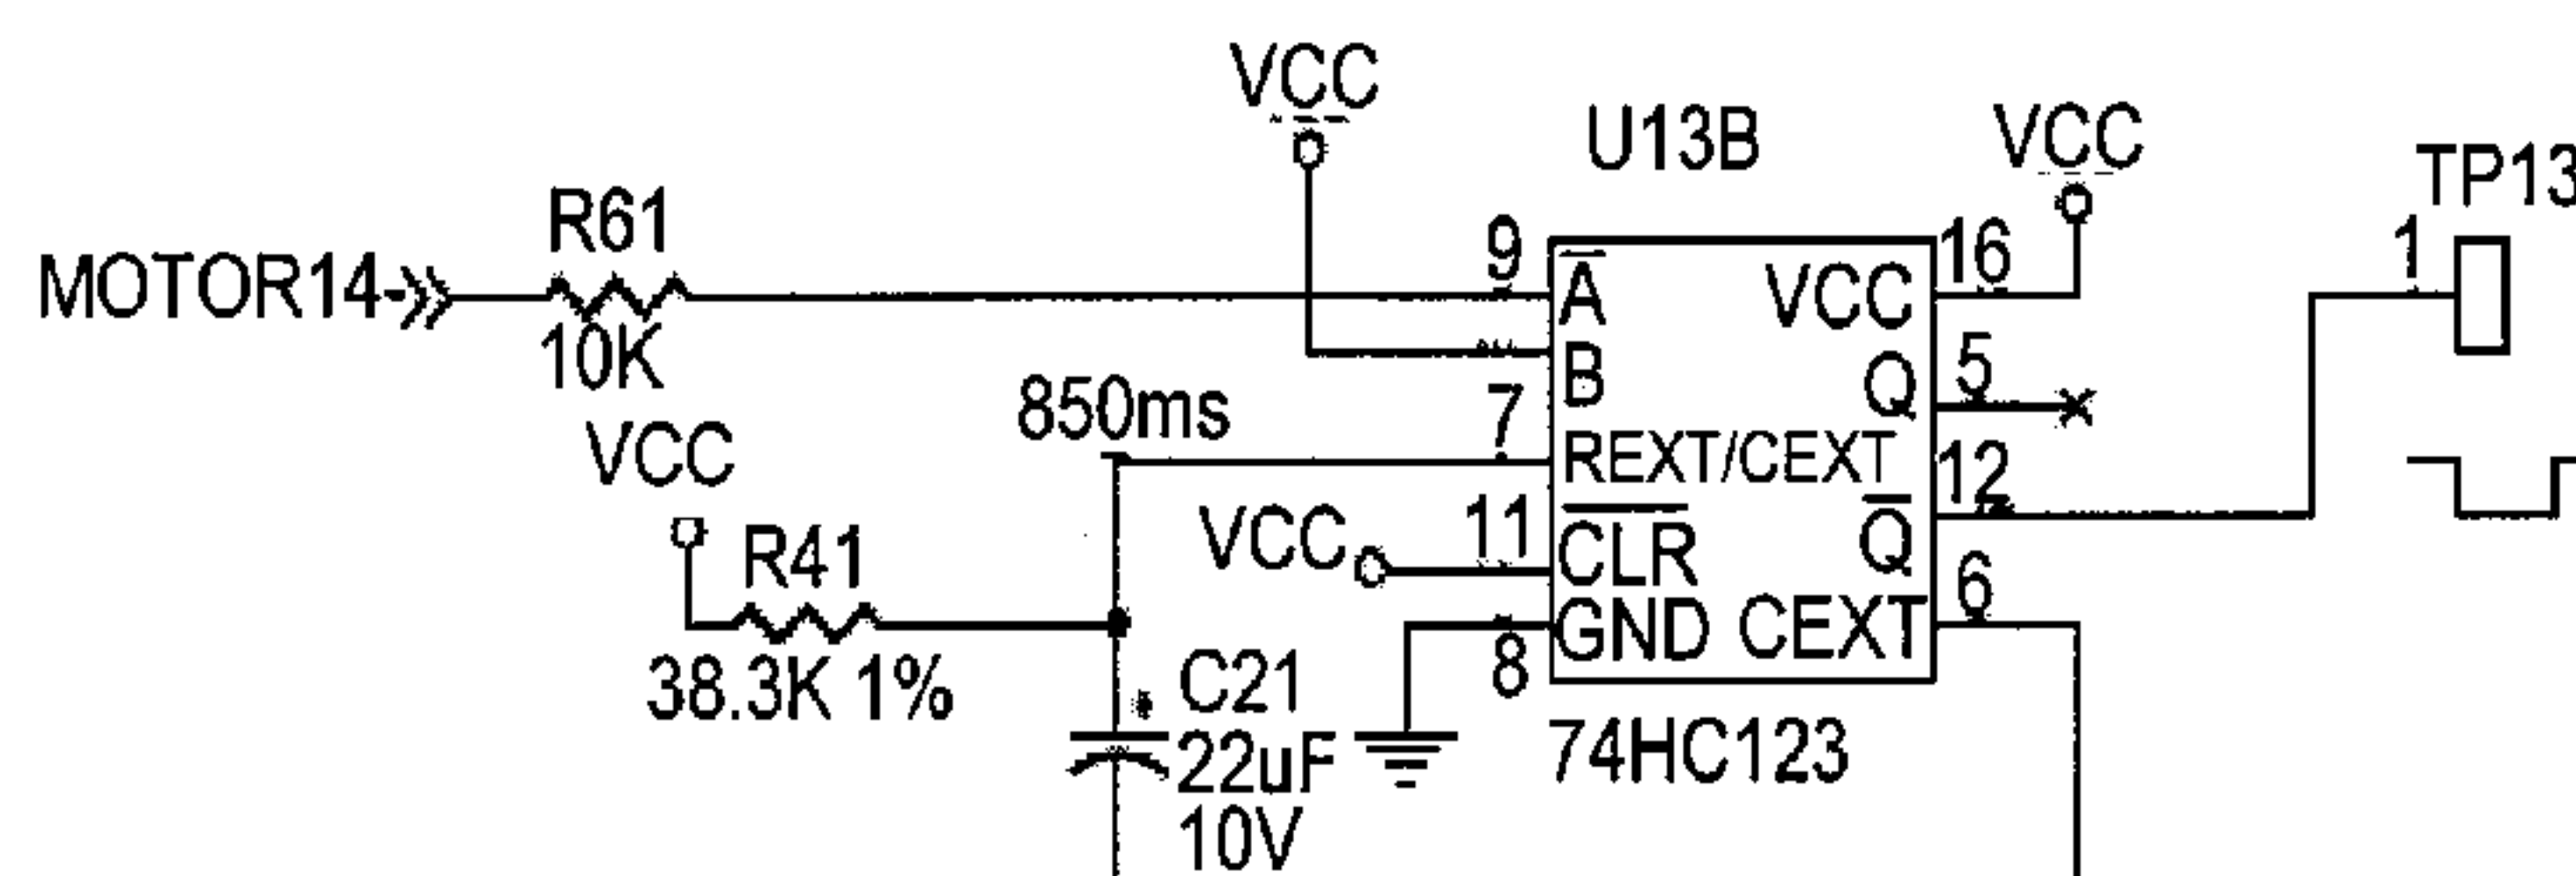 VCC
U13B
VCC
TP13
R61
9
16
1
MOTOR14-
A
VCC
10K
B
Q
5
850ms
7
VCC
REXT/CEXT
12
R41
VCC
11
CLR
Q
6
GND
CEXT
38.3K 1%
C21
8
22uF
74HC123
10V